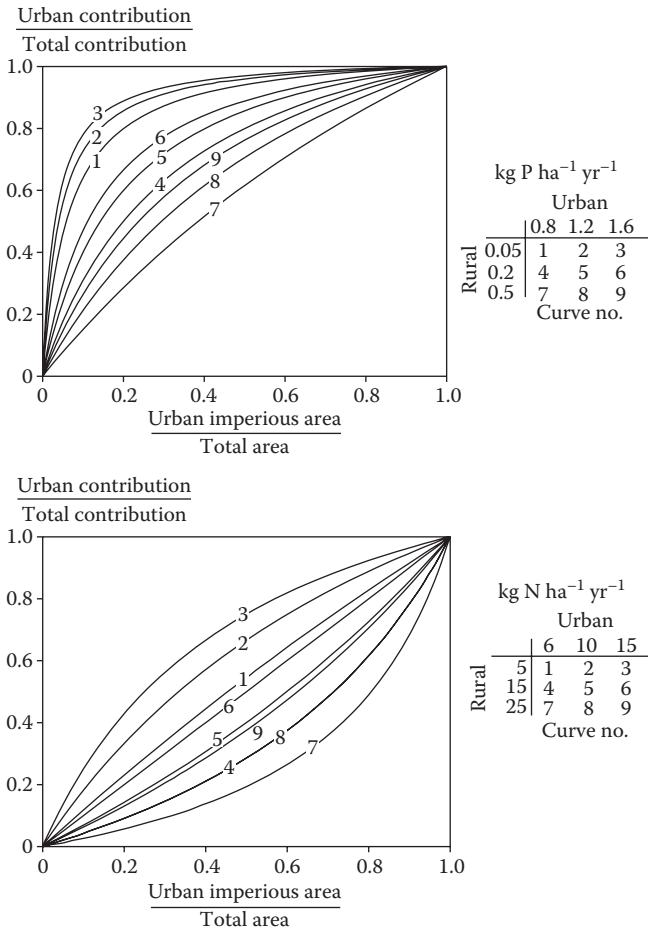 Urban contribution
Total contribution
1.0
0.8
0.6
0.4
0.2
0
3
2
1
6
5
4
9
8
7
0 0.2 0.4 0.6 0.8 1.0
Urban imperious area
Total area
kg P ha⁻¹ yr⁻¹
Urban
0.8 1.2 1.6
Rural
0.05 1 2 3
0.2 4 5 6
0.5 7 8 9
Curve no.
Urban contribution
Total contribution
1.0
0.8
0.6
0.4
0.2
0
3
2
1
6
5
9
8
7
4
0 0.2 0.4 0.6 0.8 1.0
Urban imperious area
Total area
kg N ha⁻¹ yr⁻¹
Urban
6 10 15
Rural
5 1 2 3
15 4 5 6
25 7 8 9
Curve no.